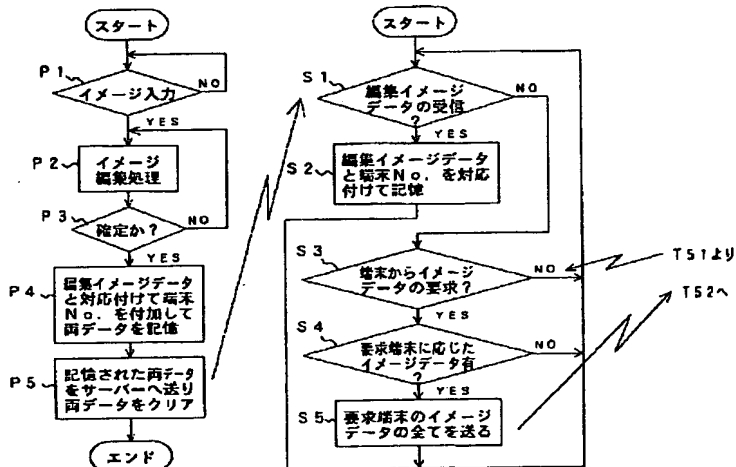 スタート
P1
イメージ入力
NO
YES
P2
イメージ
編集処理
P3
確定か?
NO
YES
P4
編集イメージデータ
と対応付けて端末
No.を付加して
両データを記憶
P5
記憶された両データ
をサーバーへ送り
両データをクリア
エンド
スタート
S1
編集イメージ
データの受信
?
NO
YES
S2
編集イメージデータ
と端末No.を対応
付けて記憶
S3
端末からイメージ
データの要求?
NO
T51より
YES
T52へ
S4
要求端末に応じた
イメージデータ有
?
NO
YES
S5
要求端末のイメージ
データの全てを送る